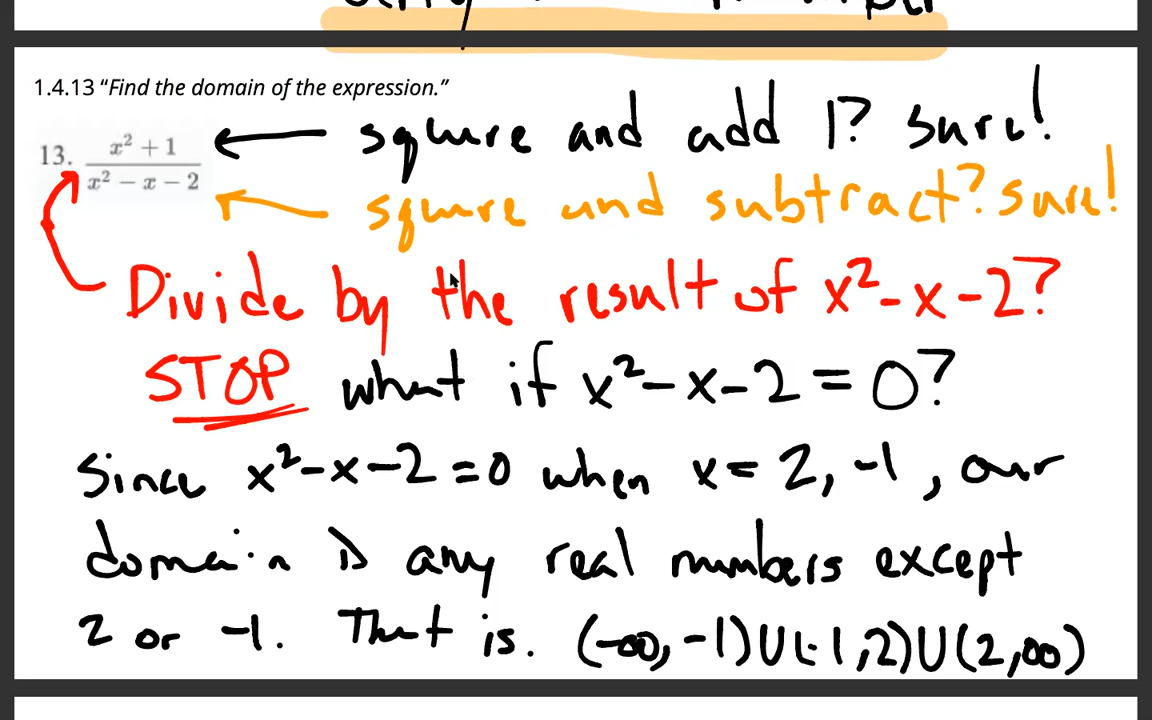 1.4.13 “Find the domain of the expression.”
13. x² + 1 / x² − x − 2
square and add 1? sure!
square and subtract? sure!
Divide by the result of x²-x-2?
STOP what if x²-x-2=0?
Since x²-x-2=0 when x=2,-1, our
domain is any real numbers except
2 or -1. That is. (-∞,-1)U(-1,2)U(2,∞)